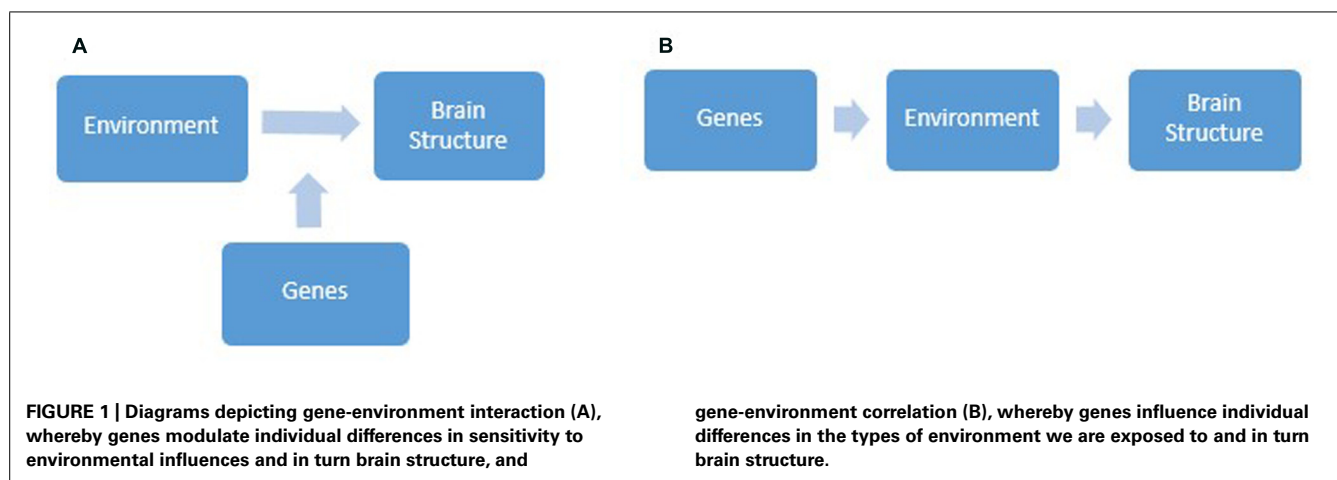 A
Environment
Brain
Structure
Genes
B
Genes
Environment
Brain
Structure
FIGURE 1 | Diagrams depicting gene-environment interaction (A),
whereby genes modulate individual differences in sensitivity to
environmental influences and in turn brain structure, and
gene-environment correlation (B), whereby genes influence individual
differences in the types of environment we are exposed to and in turn
brain structure.